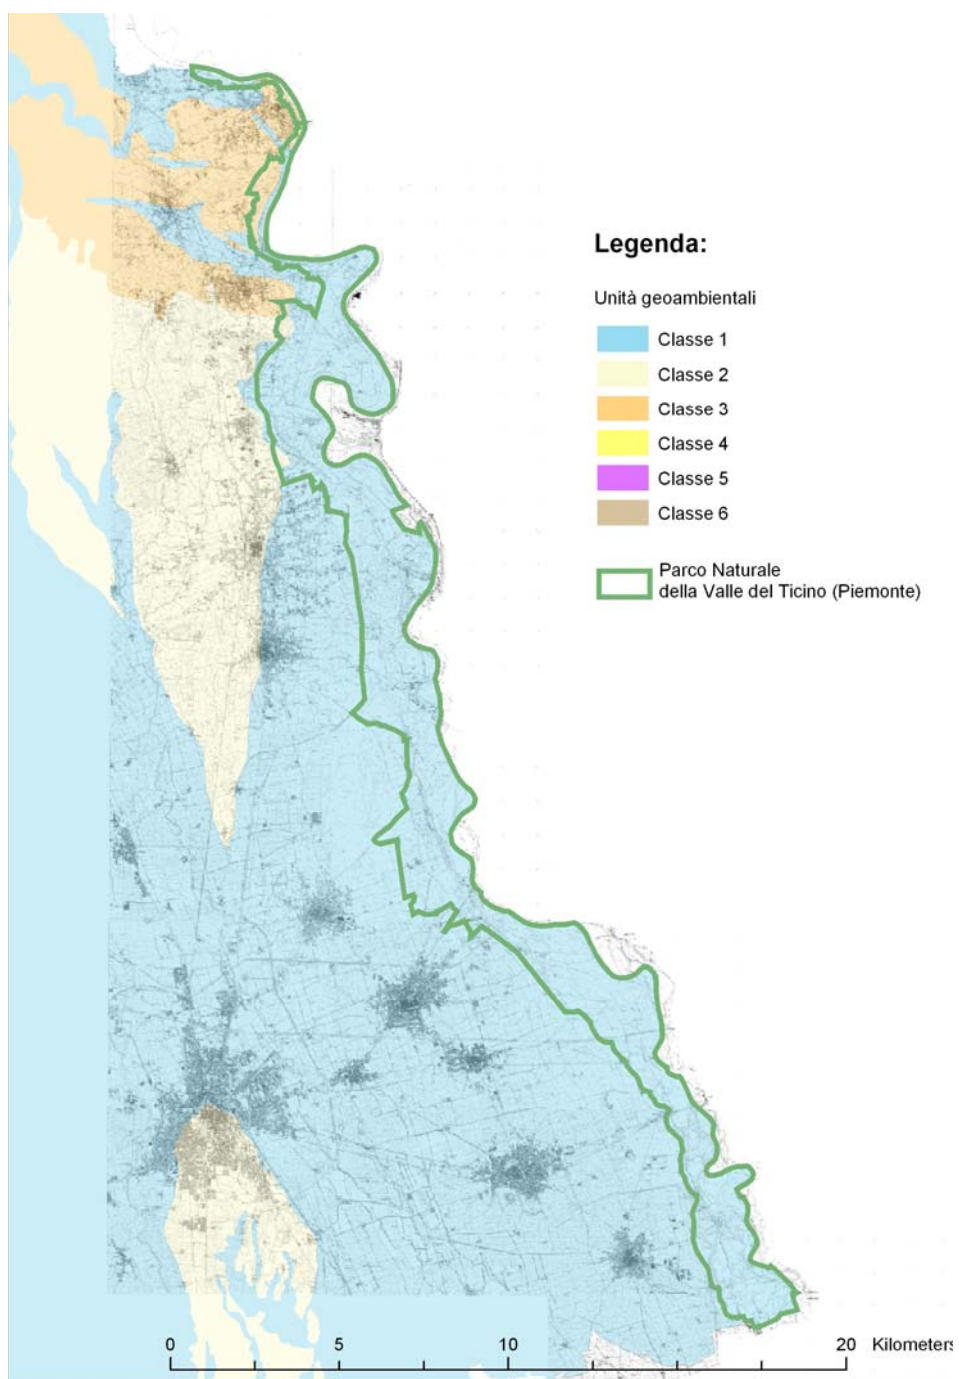 Legenda:
Unità geoambientali
Classe 1
Classe 2
Classe 3
Classe 4
Classe 5
Classe 6
Parco Naturale
della Valle del Ticino (Piemonte)
0 5 10 20 Kilometers